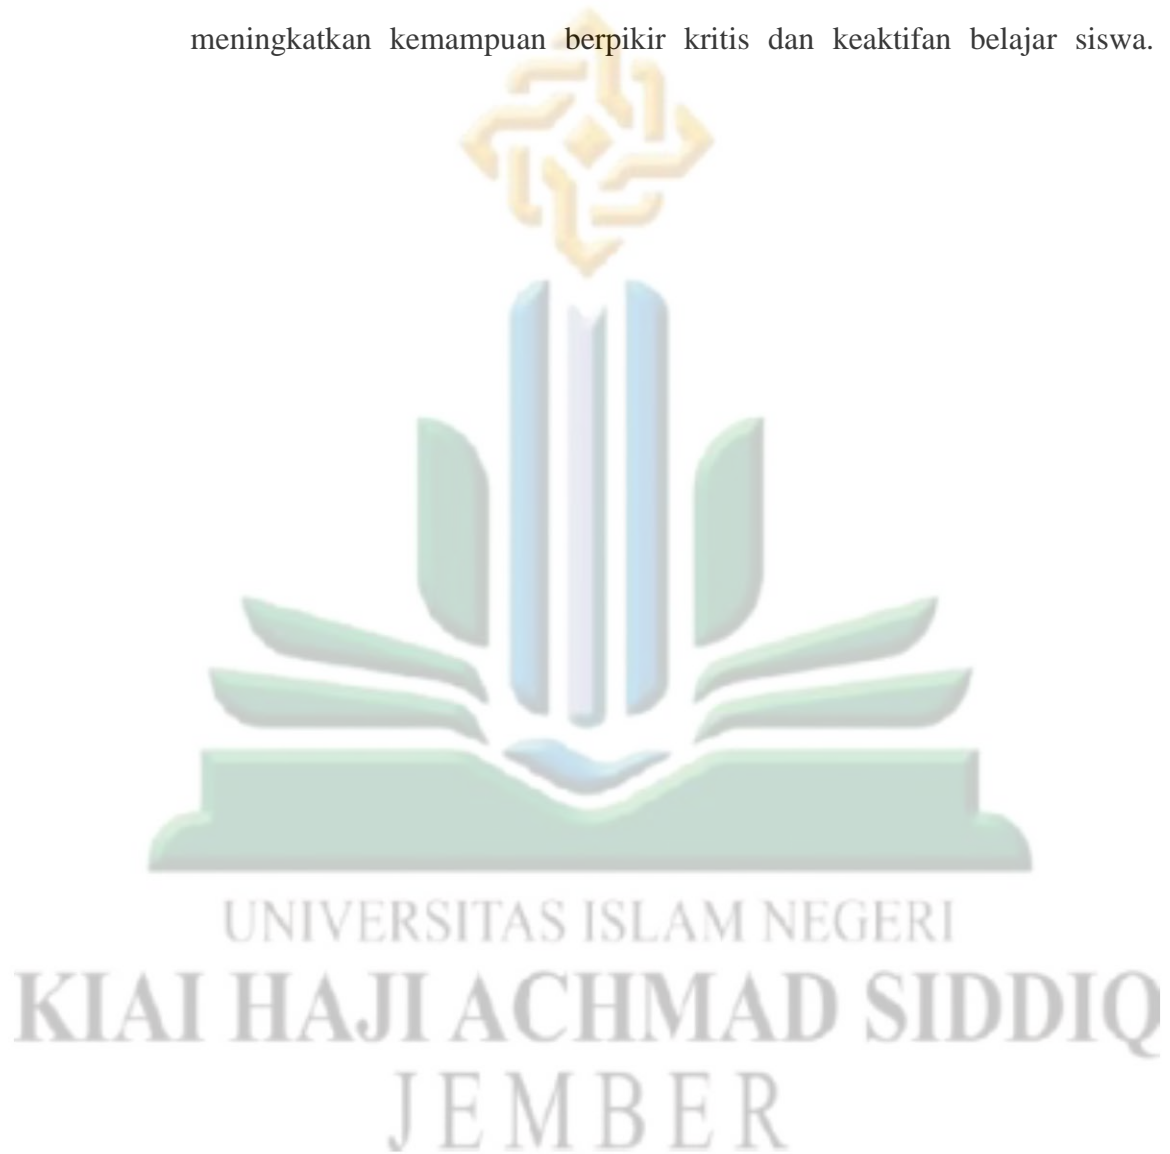 meningkatkan kemampuan berpikir kritis dan keaktifan belajar siswa.
UNIVERSITAS ISLAM NEGERI
KIAI HAJI ACHMAD SIDDIQ
JEMBER